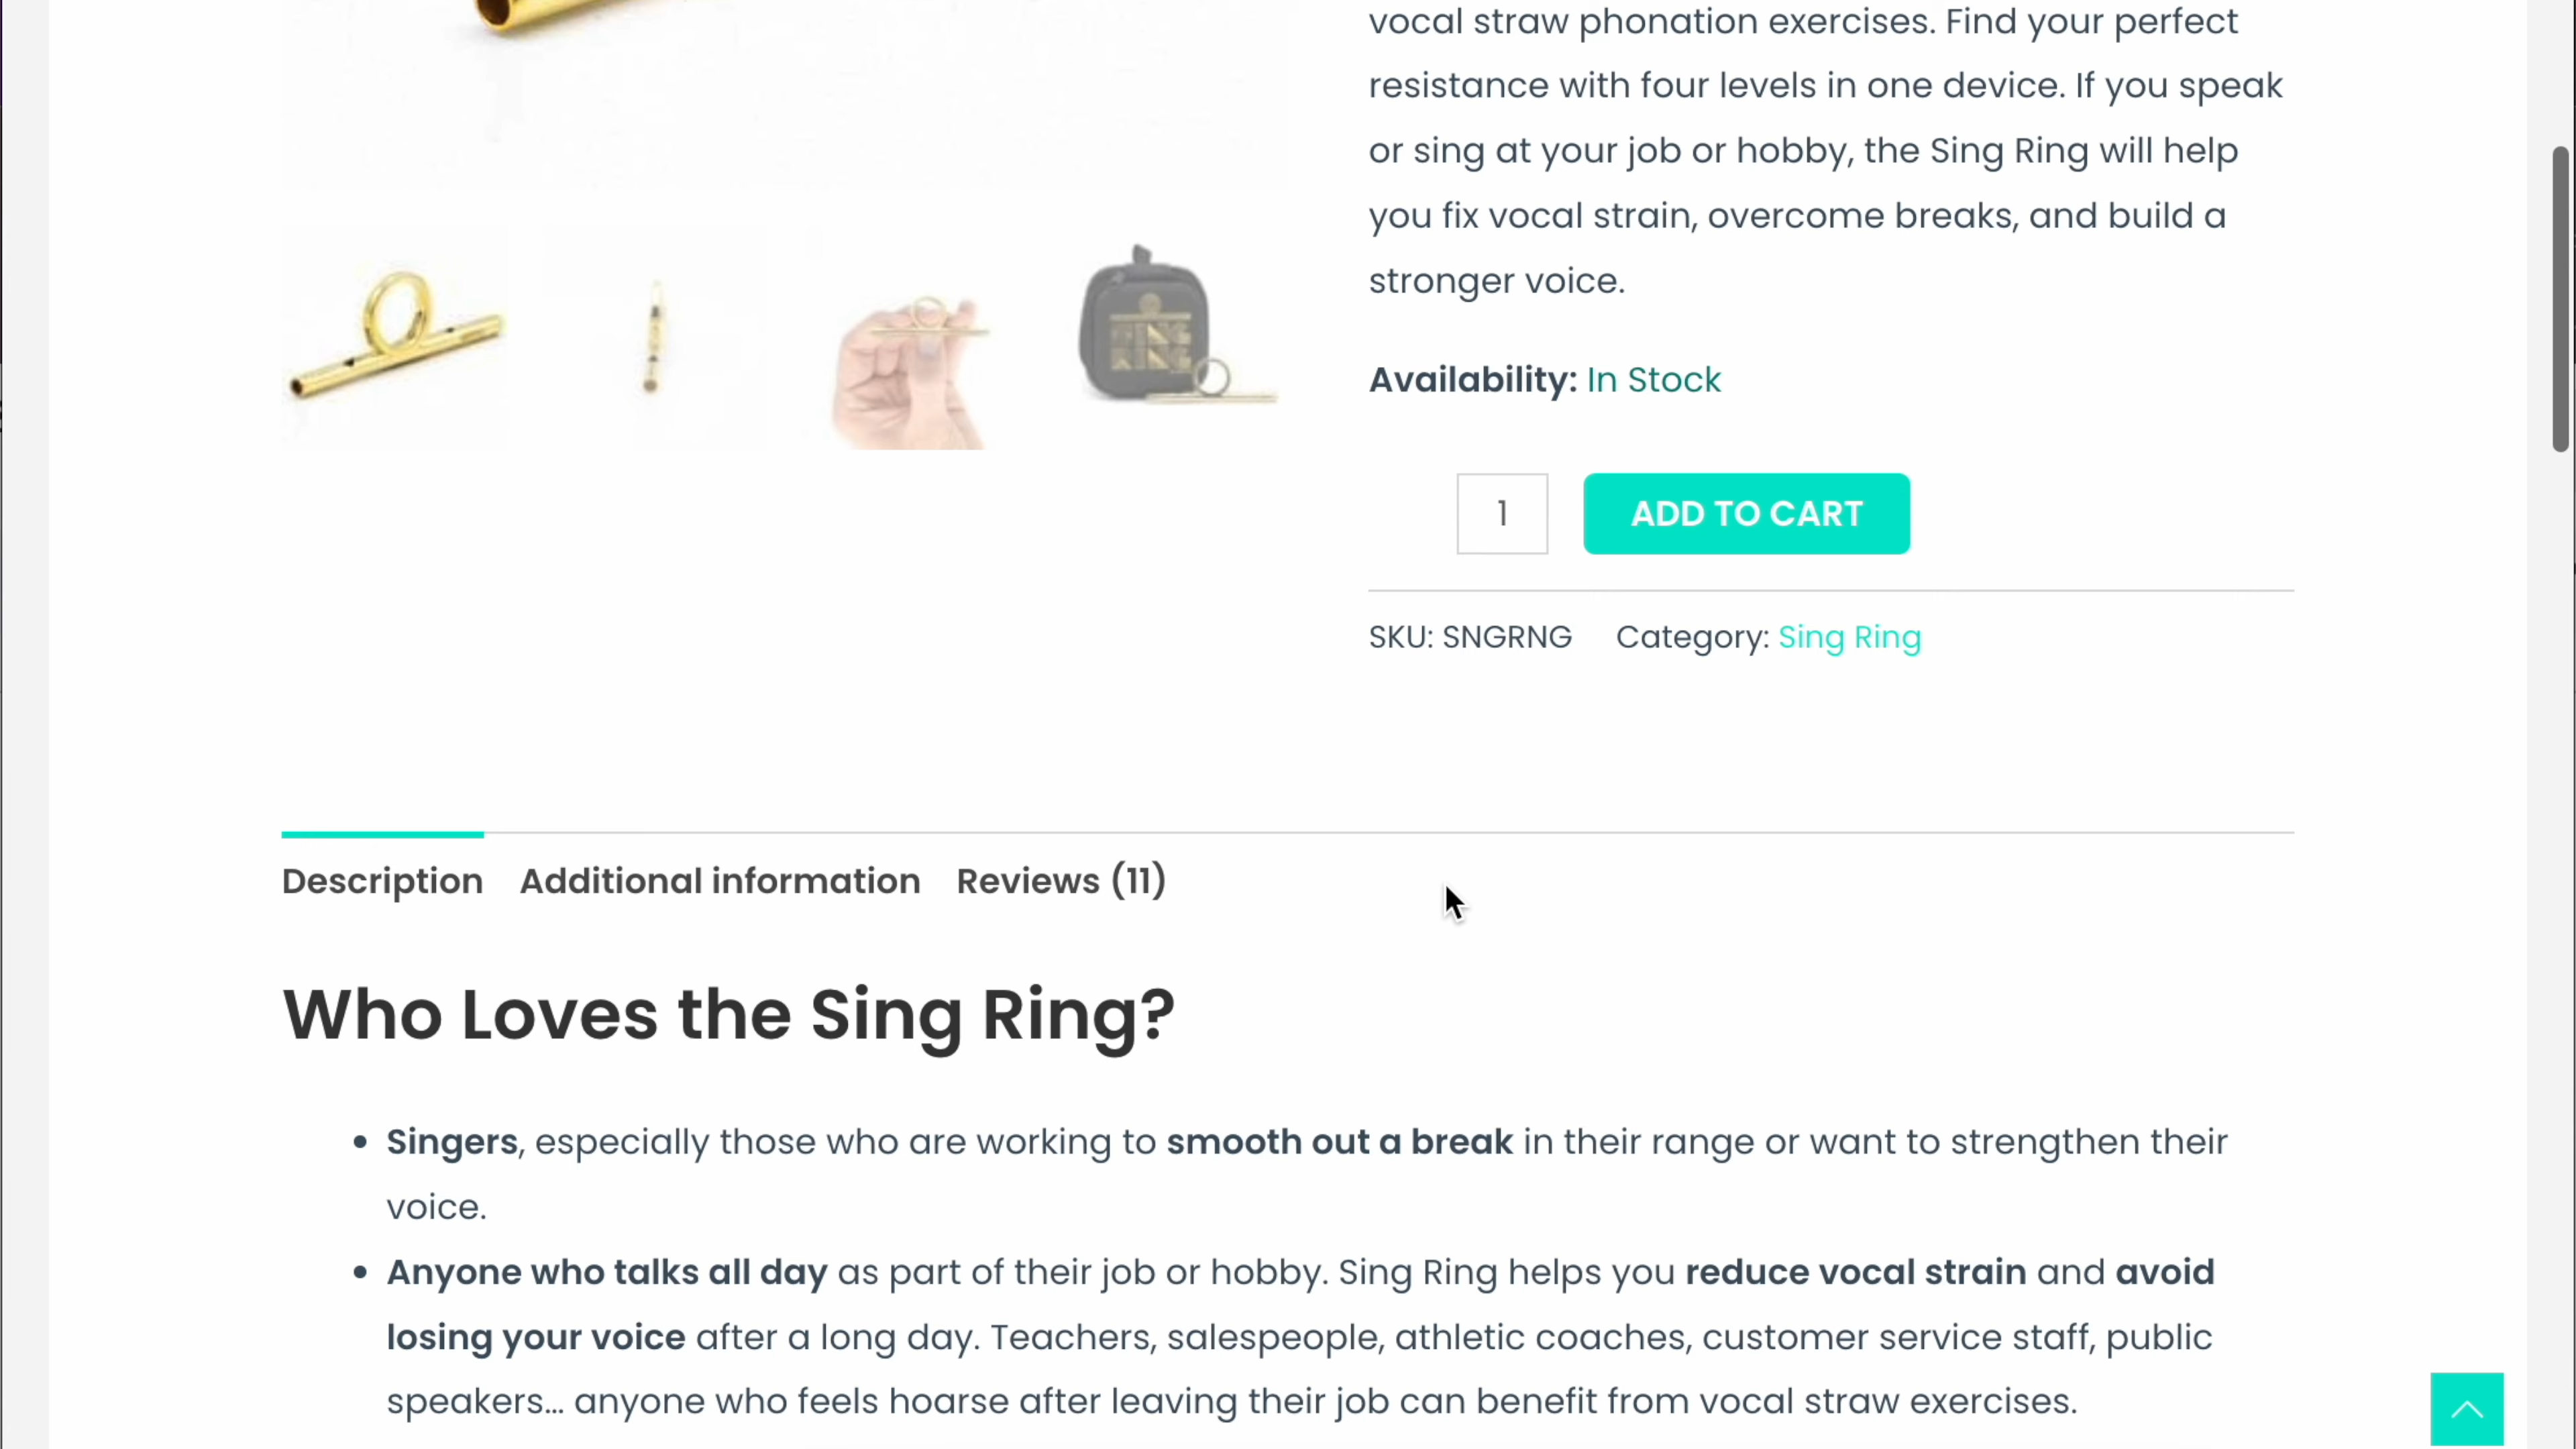 vocal straw phonation exercises. Find your perfect
resistance with four levels in one device. If you speak
or sing at your job or hobby, the Sing Ring will help
you fix vocal strain, overcome breaks, and build a
stronger voice.
SING
RING
Availability: In Stock
1
ADD TO CART
SKU: SNGRNG Category: Sing Ring
Description Additional information Reviews (11)
Who Loves the Sing Ring?
• Singers, especially those who are working to smooth out a break in their range or want to strengthen their
voice.
• Anyone who talks all day as part of their job or hobby. Sing Ring helps you reduce vocal strain and avoid
losing your voice after a long day. Teachers, salespeople, athletic coaches, customer service staff, public
speakers... anyone who feels hoarse after leaving their job can benefit from vocal straw exercises.